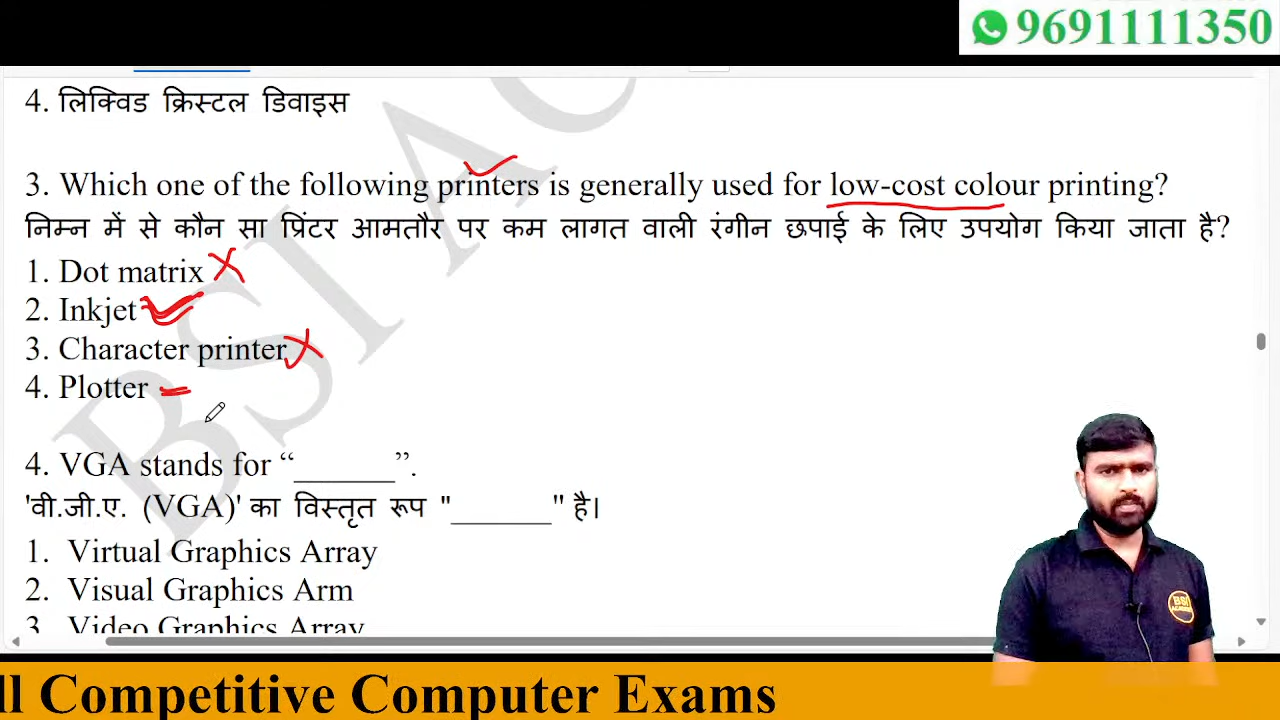 9691111350
4. लिक्विड क्रिस्टल डिवाइस
3. Which one of the following printers is generally used for low-cost colour printing?
निम्न में से कौन सा प्रिंटर आमतौर पर कम लागत वाली रंगीन छपाई के लिए उपयोग किया जाता है?
1. Dot matrix
2. Inkjet
3. Character printer
4. Plotter
4. VGA stands for “______”.
'वी.जी.ए. (VGA)' का विस्तृत रूप "______" है।
1. Virtual Graphics Array
2. Visual Graphics Arm
3. Video Graphics Array
BSI AC
BSI
ll Competitive Computer Exams